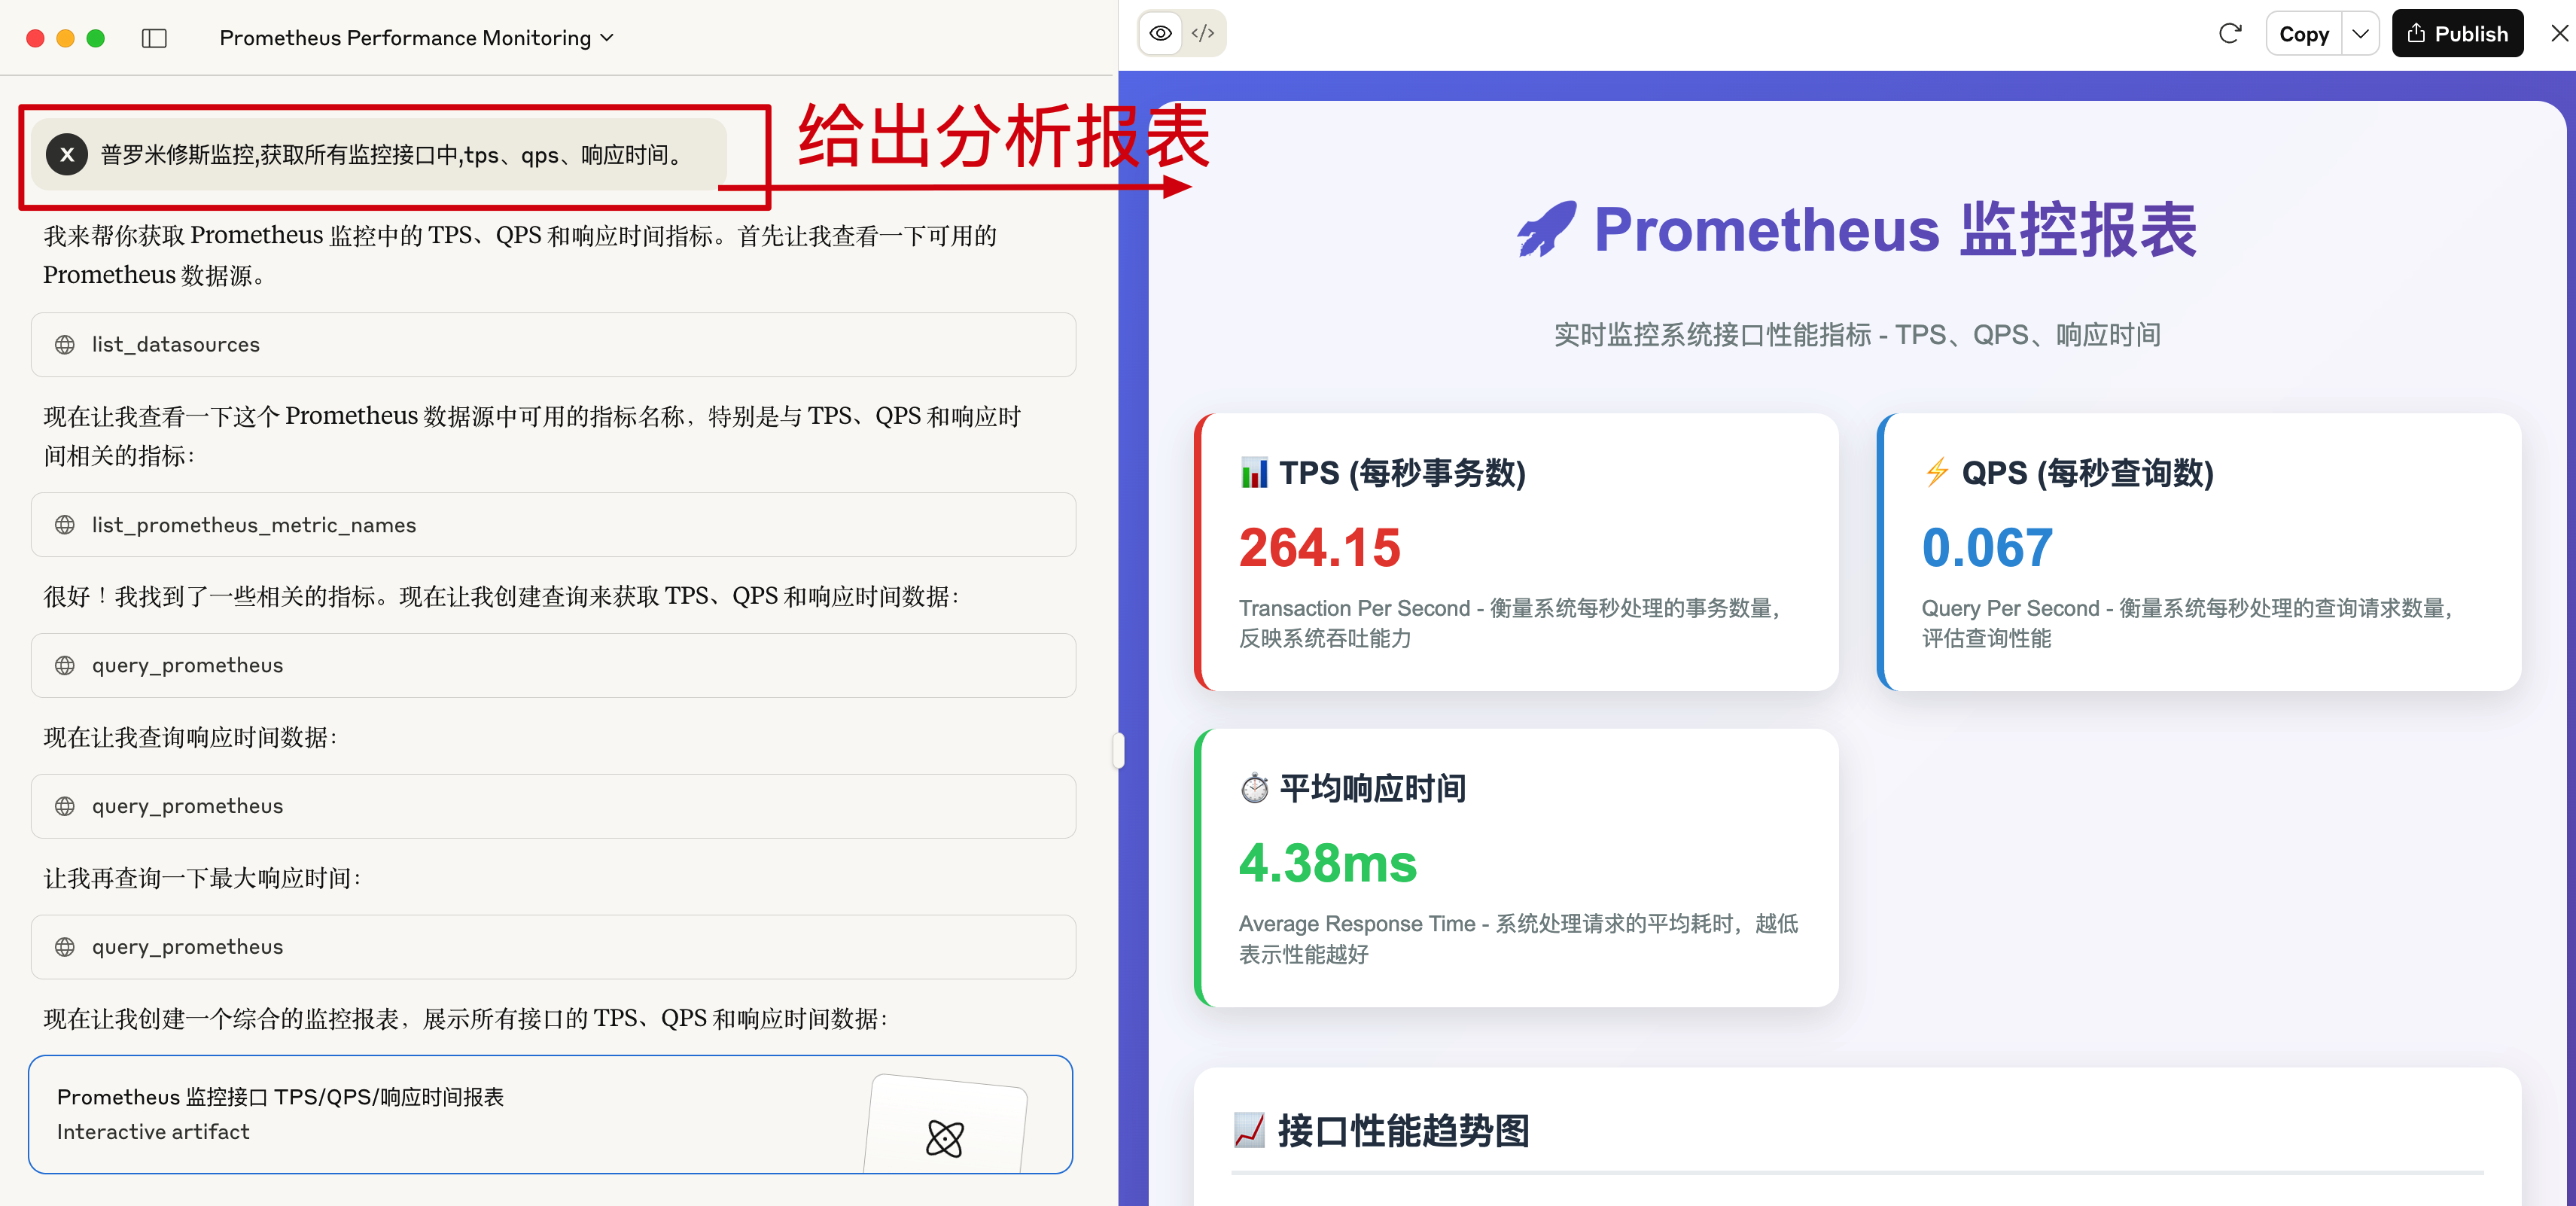 Prometheus Performance Monitoring
Copy
Publish
X
普罗米修斯监控,获取所有监控接口中,tps、qps、响应时间。
给出分析报表
我来帮你获取 Prometheus 监控中的 TPS、QPS 和响应时间指标。首先让我查看一下可用的
Prometheus 数据源。
list_datasources
现在让我查看一下这个 Prometheus 数据源中可用的指标名称，特别是与 TPS、QPS 和响应时
间相关的指标：
list_prometheus_metric_names
很好！我找到了一些相关的指标。现在让我创建查询来获取 TPS、QPS 和响应时间数据：
query_prometheus
现在让我查询响应时间数据：
query_prometheus
让我再查询一下最大响应时间：
query_prometheus
现在让我创建一个综合的监控报表，展示所有接口的 TPS、QPS 和响应时间数据：
Prometheus 监控接口 TPS/QPS/响应时间报表
Interactive artifact
🚀 Prometheus 监控报表
实时监控系统接口性能指标 - TPS、QPS、响应时间
📊 TPS (每秒事务数)
264.15
Transaction Per Second - 衡量系统每秒处理的事务数量，
反映系统吞吐能力
⚡ QPS (每秒查询数)
0.067
Query Per Second - 衡量系统每秒处理的查询请求数量，
评估查询性能
⏱ 平均响应时间
4.38ms
Average Response Time - 系统处理请求的平均耗时，越低
表示性能越好
📈 接口性能趋势图